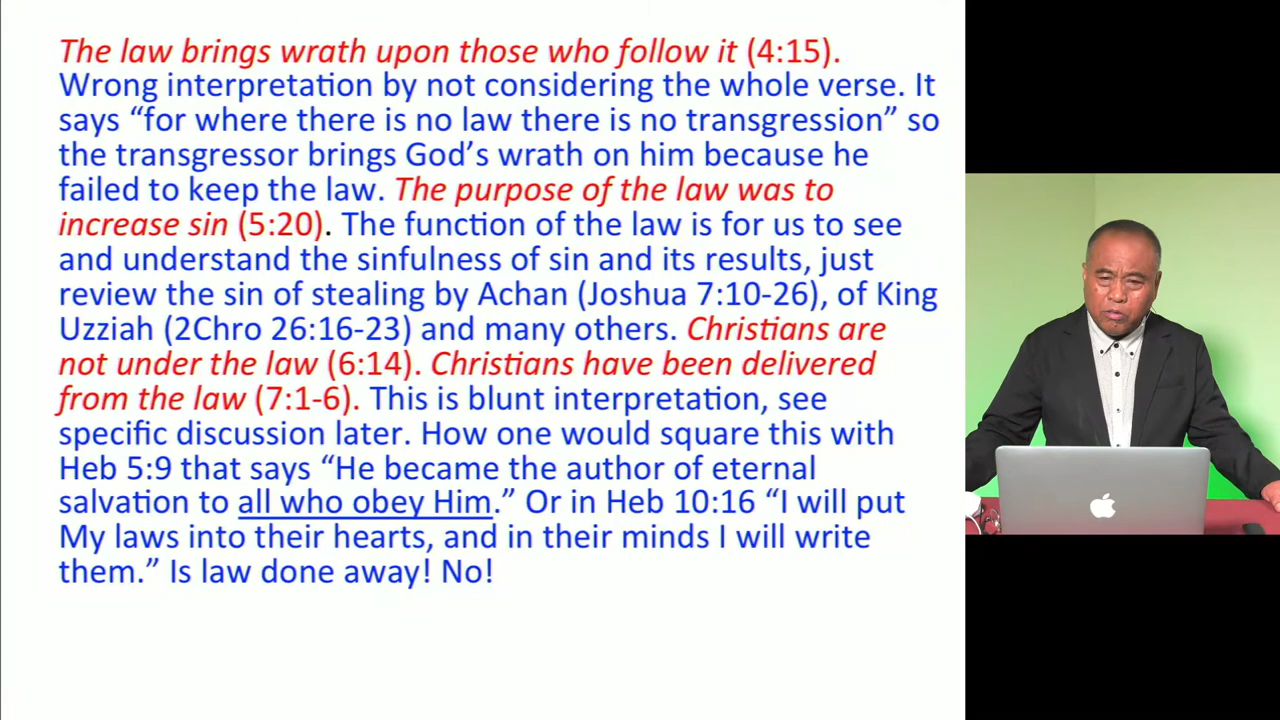 The law brings wrath upon those who follow it (4:15).
Wrong interpretation by not considering the whole verse. It
says “for where there is no law there is no transgression” so
the transgressor brings God’s wrath on him because he
failed to keep the law. The purpose of the law was to
increase sin (5:20). The function of the law is for us to see
and understand the sinfulness of sin and its results, just
review the sin of stealing by Achan (Joshua 7:10-26), of King
Uzziah (2Chro 26:16-23) and many others. Christians are
not under the law (6:14). Christians have been delivered
from the law (7:1-6). This is blunt interpretation, see
specific discussion later. How one would square this with
Heb 5:9 that says “He became the author of eternal
salvation to all who obey Him.” Or in Heb 10:16 “I will put
My laws into their hearts, and in their minds I will write
them.” Is law done away! No!